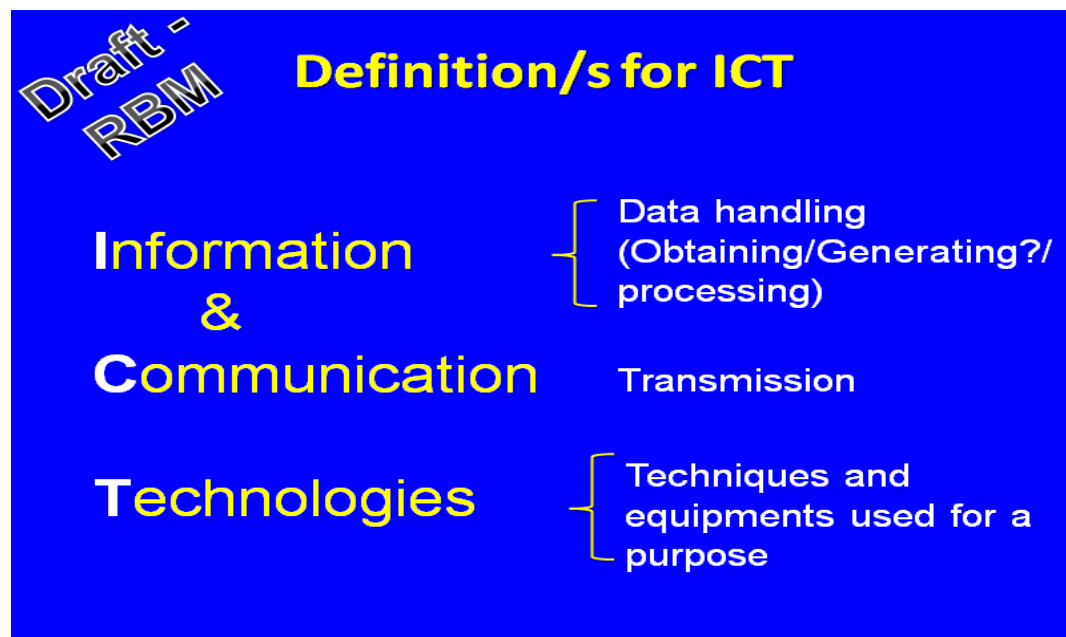 Draft -
RBM
Definition/s for ICT
Information
&
Communication
Technologies
Data handling
(Obtaining/Generating?/
processing)
Transmission
Techniques and
equipments used for a
purpose